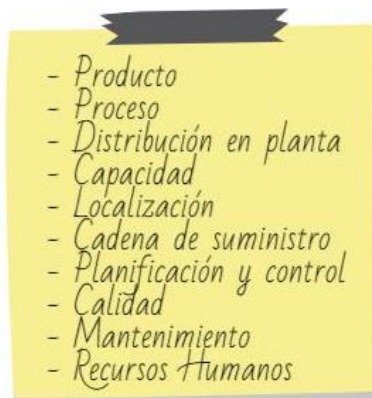 - Producto
- Proceso
- Distribución en planta
- Capacidad
- Localización
- Cadena de suministro
- Planificación y control
- Calidad
- Mantenimiento
- Recursos Humanos